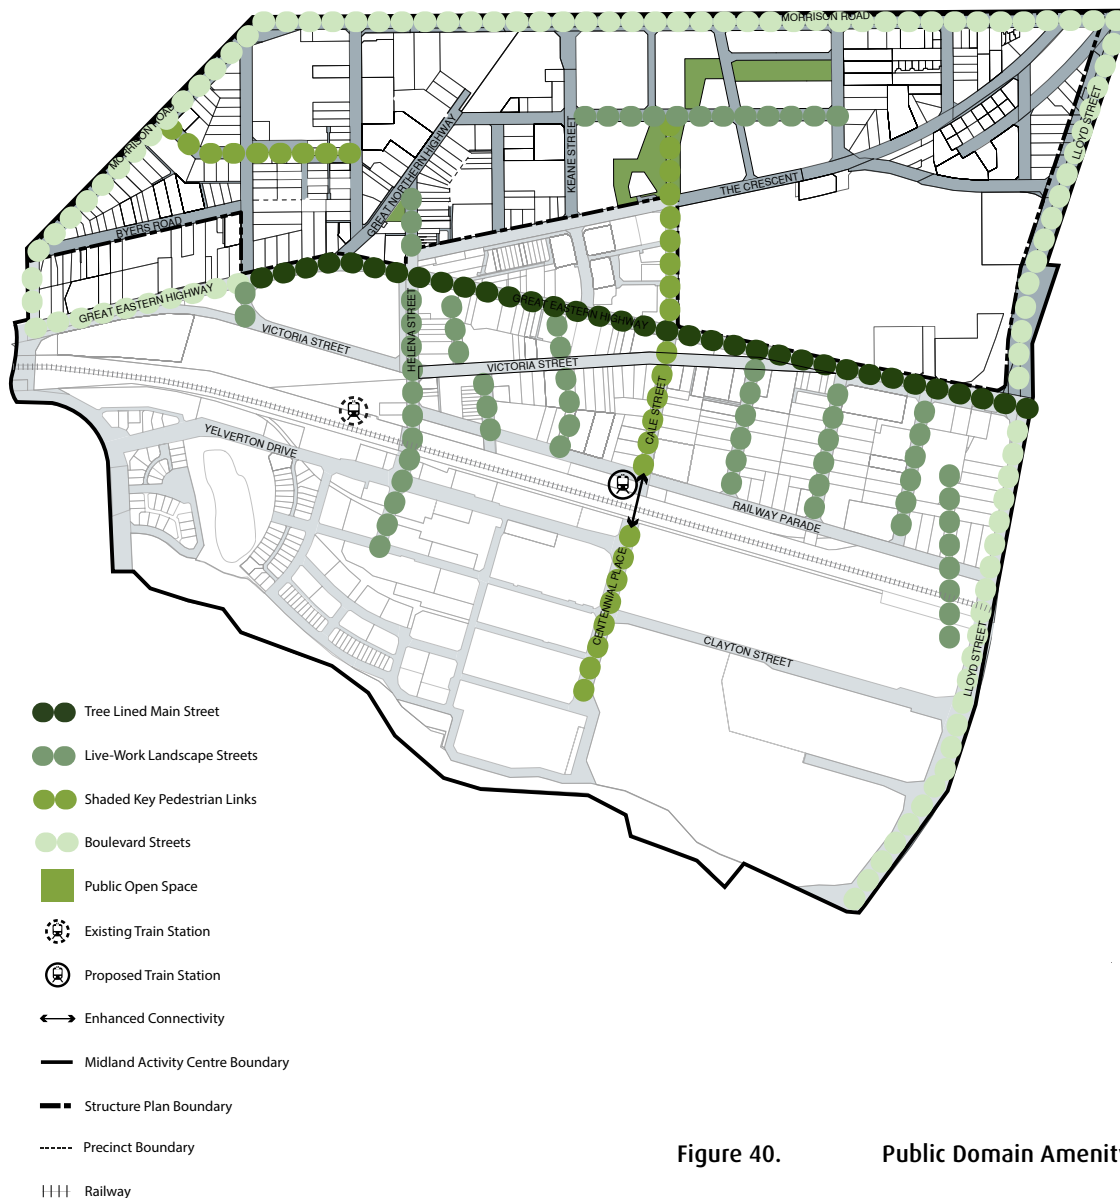 MORRISON ROAD
MORRISON ROAD
LLOYD STREET
KEANE STREET
GREAT NORTHERN HIGHWAY
THE CRESCENT
BYERS ROAD
GREAT EASTERN HIGHWAY
GREAT EASTERN HIGHWAY
VICTORIA STREET
HELENA STREET
VICTORIA STREET
CALE STREET
YELVERTON DRIVE
RAILWAY PARADE
CENTENNIAL PLACE
CLAYTON STREET
LLOYD STREET
Tree Lined Main Street
Live-Work Landscape Streets
Shaded Key Pedestrian Links
Boulevard Streets
Public Open Space
Existing Train Station
Proposed Train Station
Enhanced Connectivity
Midland Activity Centre Boundary
Structure Plan Boundary
Precinct Boundary
Railway
Figure 40. Public Domain Amenit